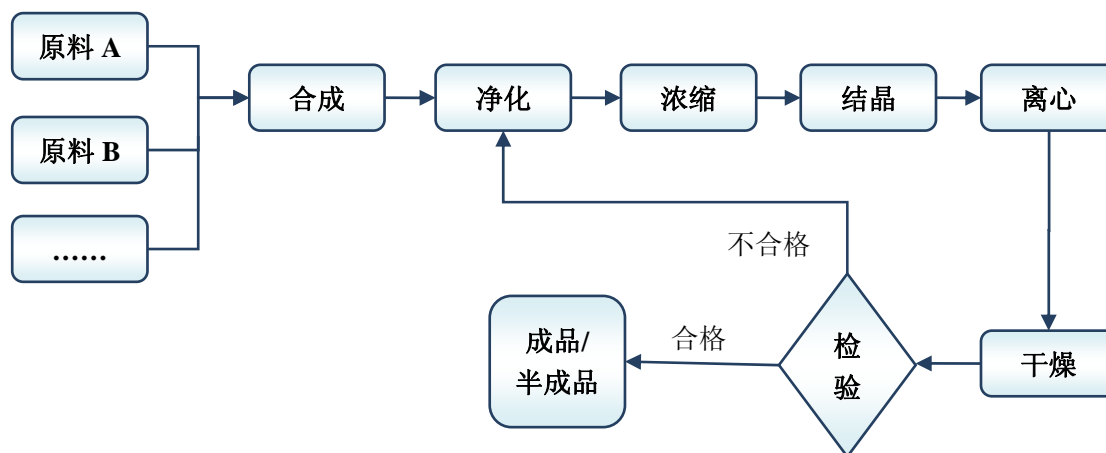 原料 A
原料 B
......
合成
净化
浓缩
结晶
离心
不合格
合格
成品/
半成品
检
验
干燥